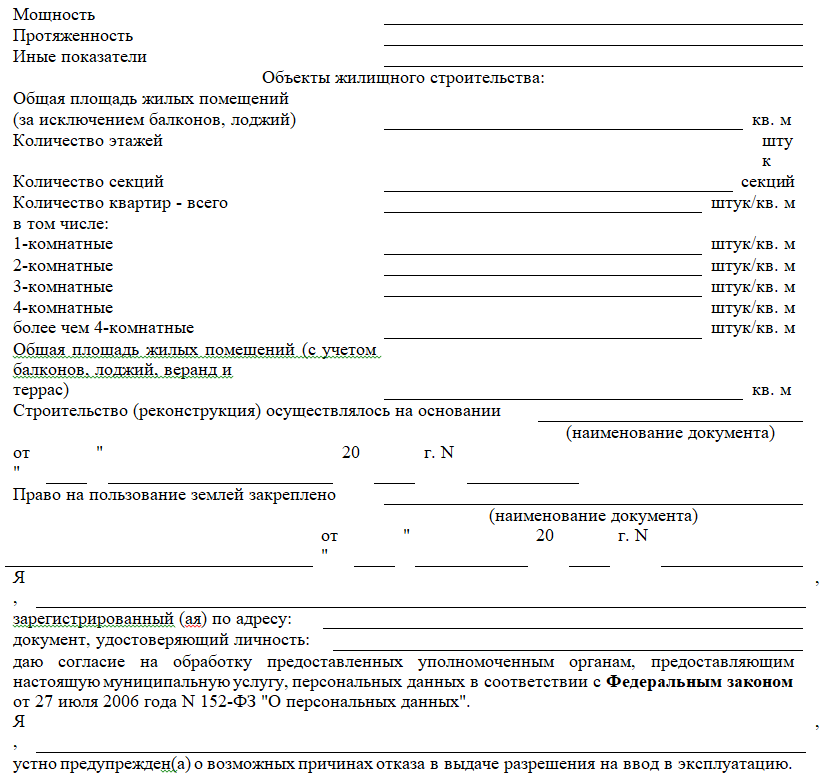 Мощность
Протяженность
Иные показатели
Объекты жилищного строительства:
Общая площадь жилых помещений
(за исключением балконов, лоджий) кв. м
Количество этажей шту
к
Количество секций секций
Количество квартир - всего штук/кв. м
в том числе:
1-комнатные штук/кв. м
2-комнатные штук/кв. м
3-комнатные штук/кв. м
4-комнатные штук/кв. м
более чем 4-комнатные штук/кв. м
Общая площадь жилых помещений (с учетом
балконов, лоджий, веранд и
террас) кв. м
Строительство (реконструкция) осуществлялось на основании
(наименование документа)
от " 20 г. N
"
Право на пользование землей закреплено
(наименование документа)
от " 20 г. N
"
Я ,
,
зарегистрированный (ая) по адресу:
документ, удостоверяющий личность:
даю согласие на обработку предоставленных уполномоченным органам, предоставляющим
настоящую муниципальную услугу, персональных данных в соответствии с Федеральным законом
от 27 июля 2006 года N 152-ФЗ "О персональных данных".
Я ,
,
устно предупрежден(а) о возможных причинах отказа в выдаче разрешения на ввод в эксплуатацию.